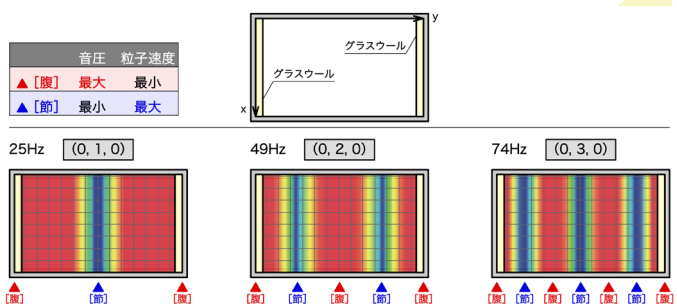 y
グラスウール
グラスウール
x
音圧 粒子速度
▲[腹] 最大 最小
▲[節] 最小 最大
25Hz (0, 1, 0)
49Hz (0, 2, 0)
74Hz (0, 3, 0)
[腹] [節] [腹]
[腹] [節] [腹] [節] [腹]
[腹] [節] [腹] [節] [腹] [節] [腹]